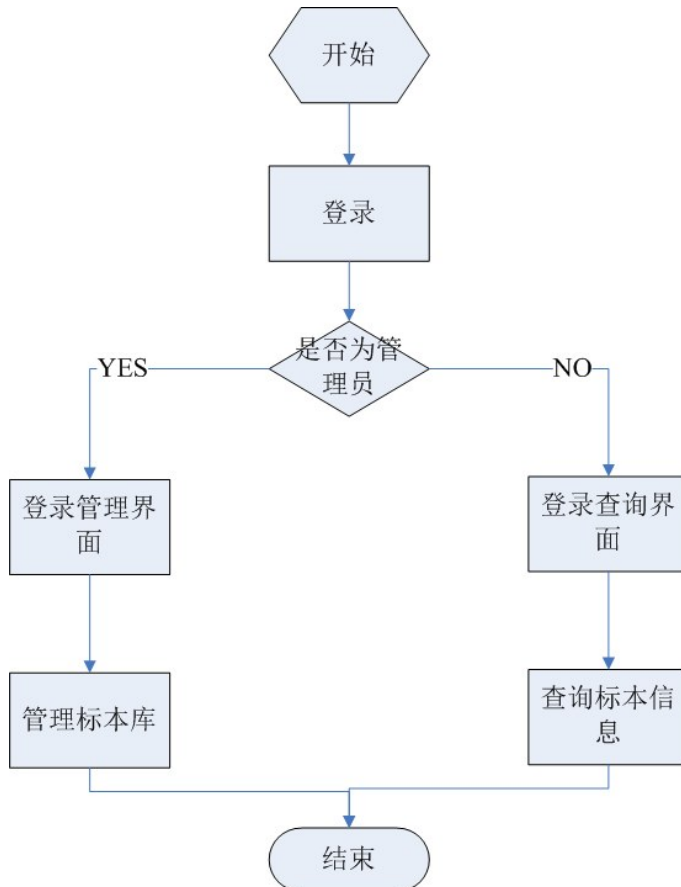 开始
登录
是否为管
理员
YES
NO
登录管理界
面
登录查询界
面
管理标本库
查询标本信
息
结束